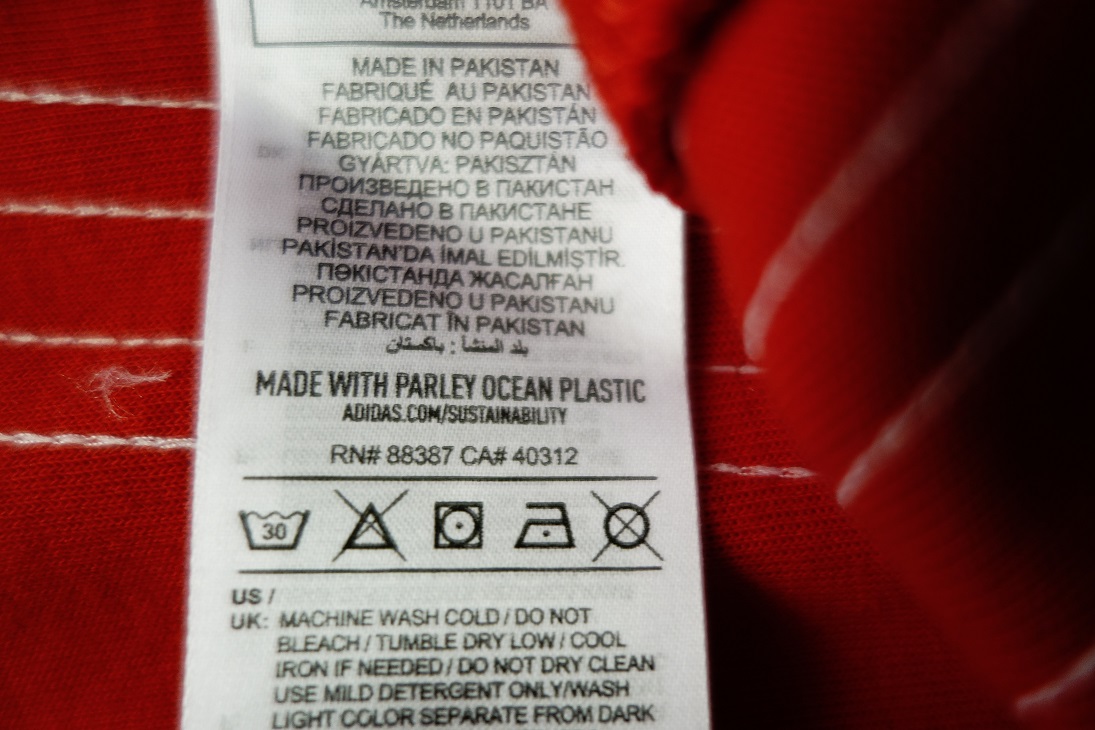 Amsterdam 1101 BA
The Netherlands
MADE IN PAKISTAN
FABRIQUÉ AU PAKISTAN
FABRICADO EN PAKISTÁN
FABRICADO NO PAQUISTÃO
GYÁRTVA: PAKISZTÁN
ПРОИЗВЕДЕНО В ПАКИСТАН
СДЕЛАНО В ПАКИСТАНЕ
PROIZVEDENO U PAKISTANU
PAKİSTAN'DA İMAL EDİLMİŞTİR.
ПӘКІСТАНДА ЖАСАЛҒАН
PROIZVEDENO U PAKISTANU
FABRICAT ÎN PAKISTAN
بلد المنشأ : باكستان
MADE WITH PARLEY OCEAN PLASTIC
ADIDAS.COM/SUSTAINABILITY
RN# 88387 CA# 40312
30
US /
UK: MACHINE WASH COLD / DO NOT
BLEACH / TUMBLE DRY LOW / COOL
IRON IF NEEDED / DO NOT DRY CLEAN
USE MILD DETERGENT ONLY/WASH
LIGHT COLOR SEPARATE FROM DARK